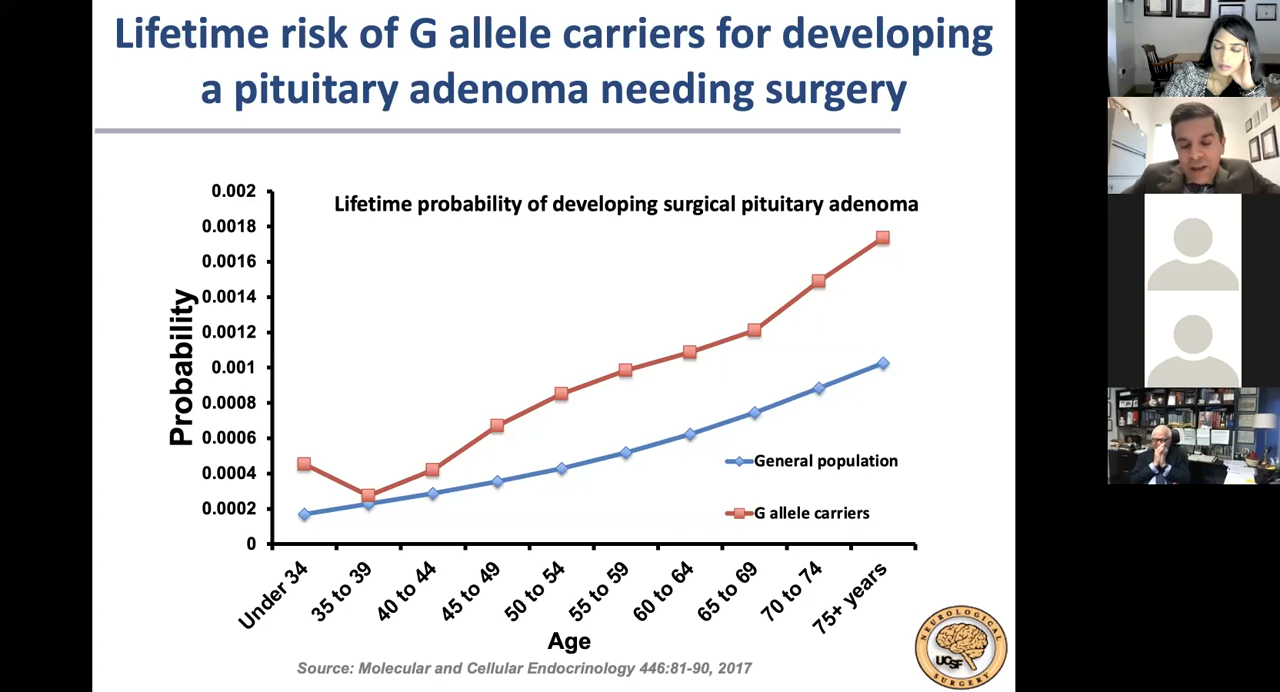 Lifetime risk of G allele carriers for developing
a pituitary adenoma needing surgery
Lifetime probability of developing surgical pituitary adenoma
Probability
0.002
0.0018
0.0016
0.0014
0.0012
0.001
0.0008
0.0006
0.0004
0.0002
0
General population
G allele carriers
Under 34
35 to 39
40 to 44
45 to 49
50 to 54
55 to 59
60 to 64
65 to 69
70 to 74
75+ years
Age
Source: Molecular and Cellular Endocrinology 446:81-90, 2017
NEUROLOGICAL
UCSF
SURGERY